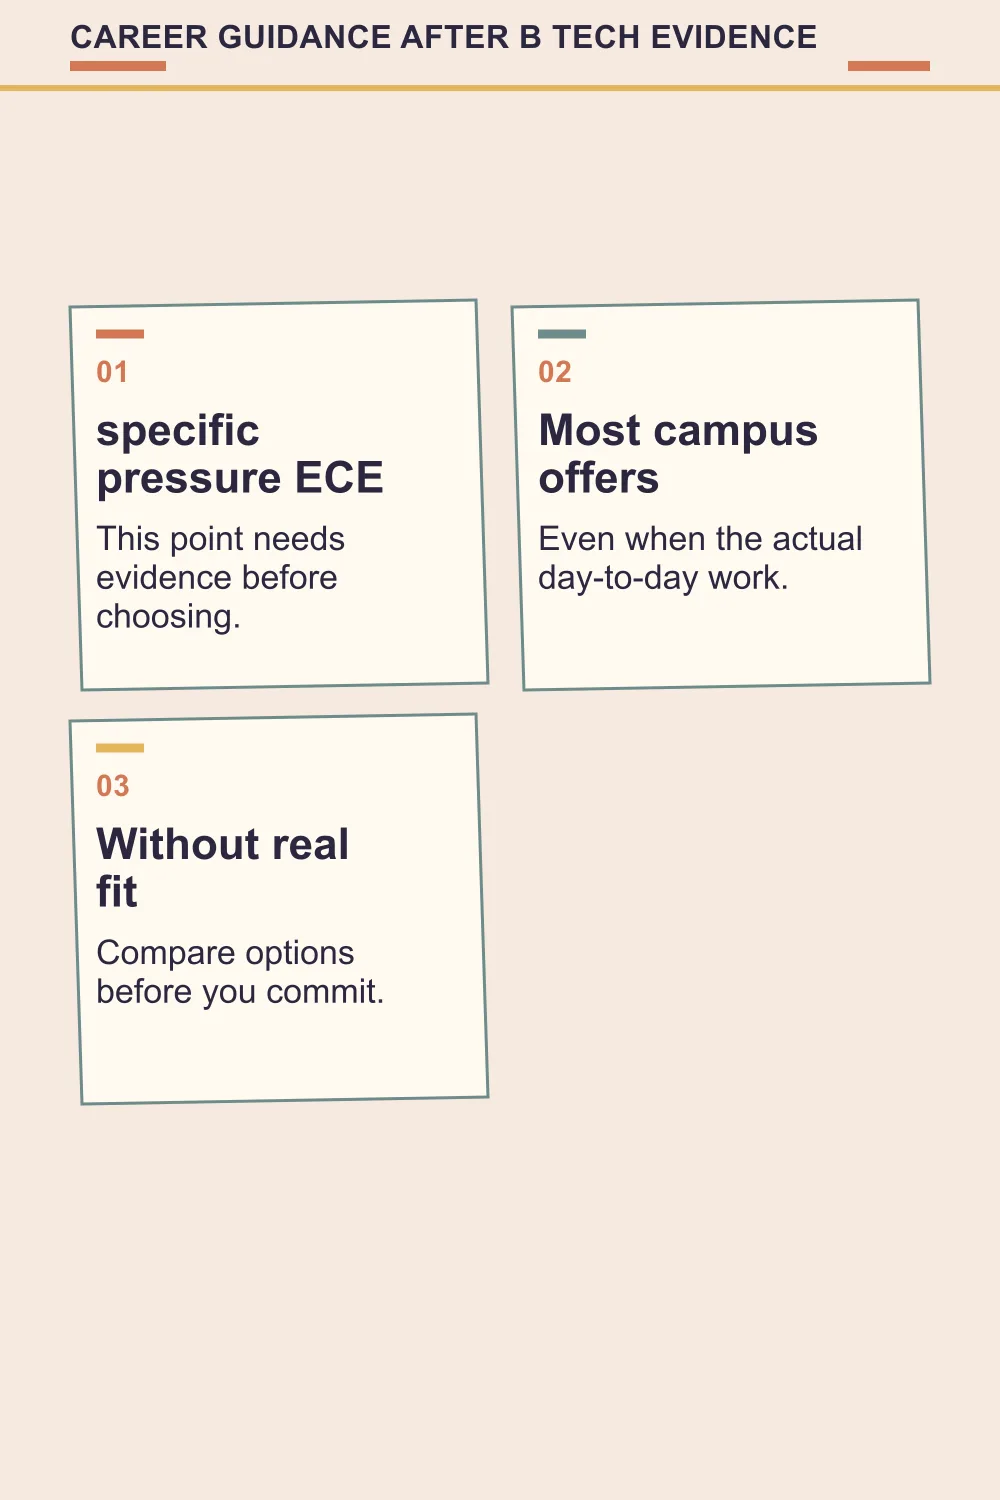 CAREER GUIDANCE AFTER B TECH EVIDENCE
01
specific
pressure ECE
This point needs
evidence before
choosing.
02
Most campus
offers
Even when the actual
day-to-day work.
03
Without real
fit
Compare options
before you commit.